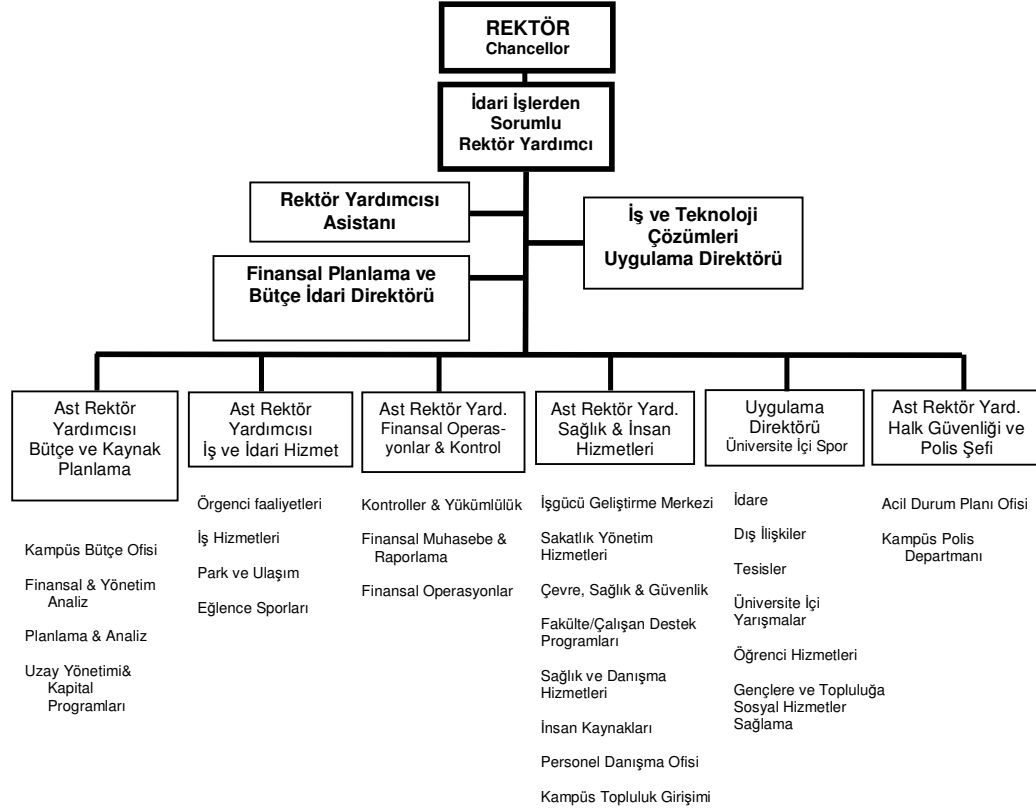 REKTÖR
Chancellor
İdari İşlerden
Sorumlu
Rektör Yardımcı
Rektör Yardımcısı
Asistanı
İş ve Teknoloji
Çözümleri
Uygulama Direktörü
Finansal Planlama ve
Bütçe İdari Direktörü
Ast Rektör
Yardımcısı
Bütçe ve Kaynak
Planlama
Kampüs Bütçe Ofisi
Finansal & Yönetim
Analiz
Planlama & Analiz
Uzay Yönetimi&
Kapital
Programları
Ast Rektör
Yardımcısı
İş ve İdari Hizmet
Örgenci faaliyetleri
İş Hizmetleri
Park ve Ulaşım
Eğlence Sporları
Ast Rektör Yard.
Finansal Operas-
yonlar & Kontrol
Kontroller & Yükümlülük
Finansal Muhasebe &
Raporlama
Finansal Operasyonlar
Ast Rektör Yard.
Sağlık & İnsan
Hizmetleri
İşgücü Geliştirme Merkezi
Sakatlık Yönetim
Hizmetleri
Çevre, Sağlık & Güvenlik
Fakülte/Çalışan Destek
Programları
Sağlık ve Danışma
Hizmetleri
İnsan Kaynakları
Personel Danışma Ofisi
Kampüs Topluluk Girişimi
Uygulama
Direktörü
Üniversite İçi Spor
İdare
Dış İlişkiler
Tesisler
Üniversite İçi
Yarışmalar
Öğrenci Hizmetleri
Gençlere ve Topluluğa
Sosyal Hizmetler
Sağlama
Ast Rektör Yard.
Halk Güvenliği ve
Polis Şefi
Acil Durum Planı Ofisi
Kampüs Polis
Departmanı